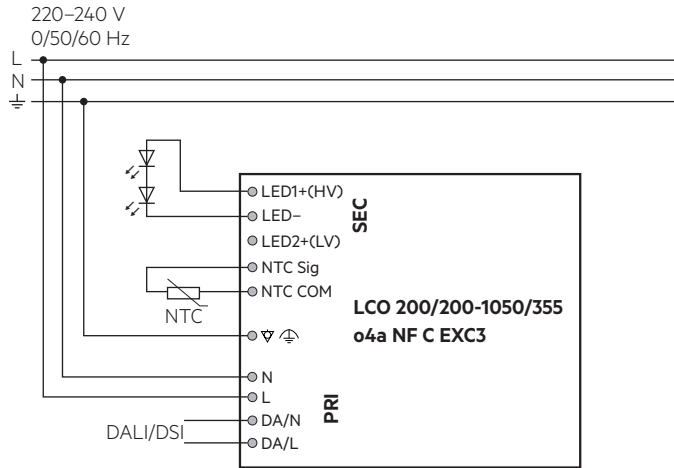 220–240 V
0/50/60 Hz
L
N
LED1+(HV)
LED–
SEC
LED2+(LV)
NTC Sig
NTC COM
NTC
LCO 200/200-1050/355
o4a NF C EXC3
N
L
PRI
DA/N
DALI/DSI
DA/L